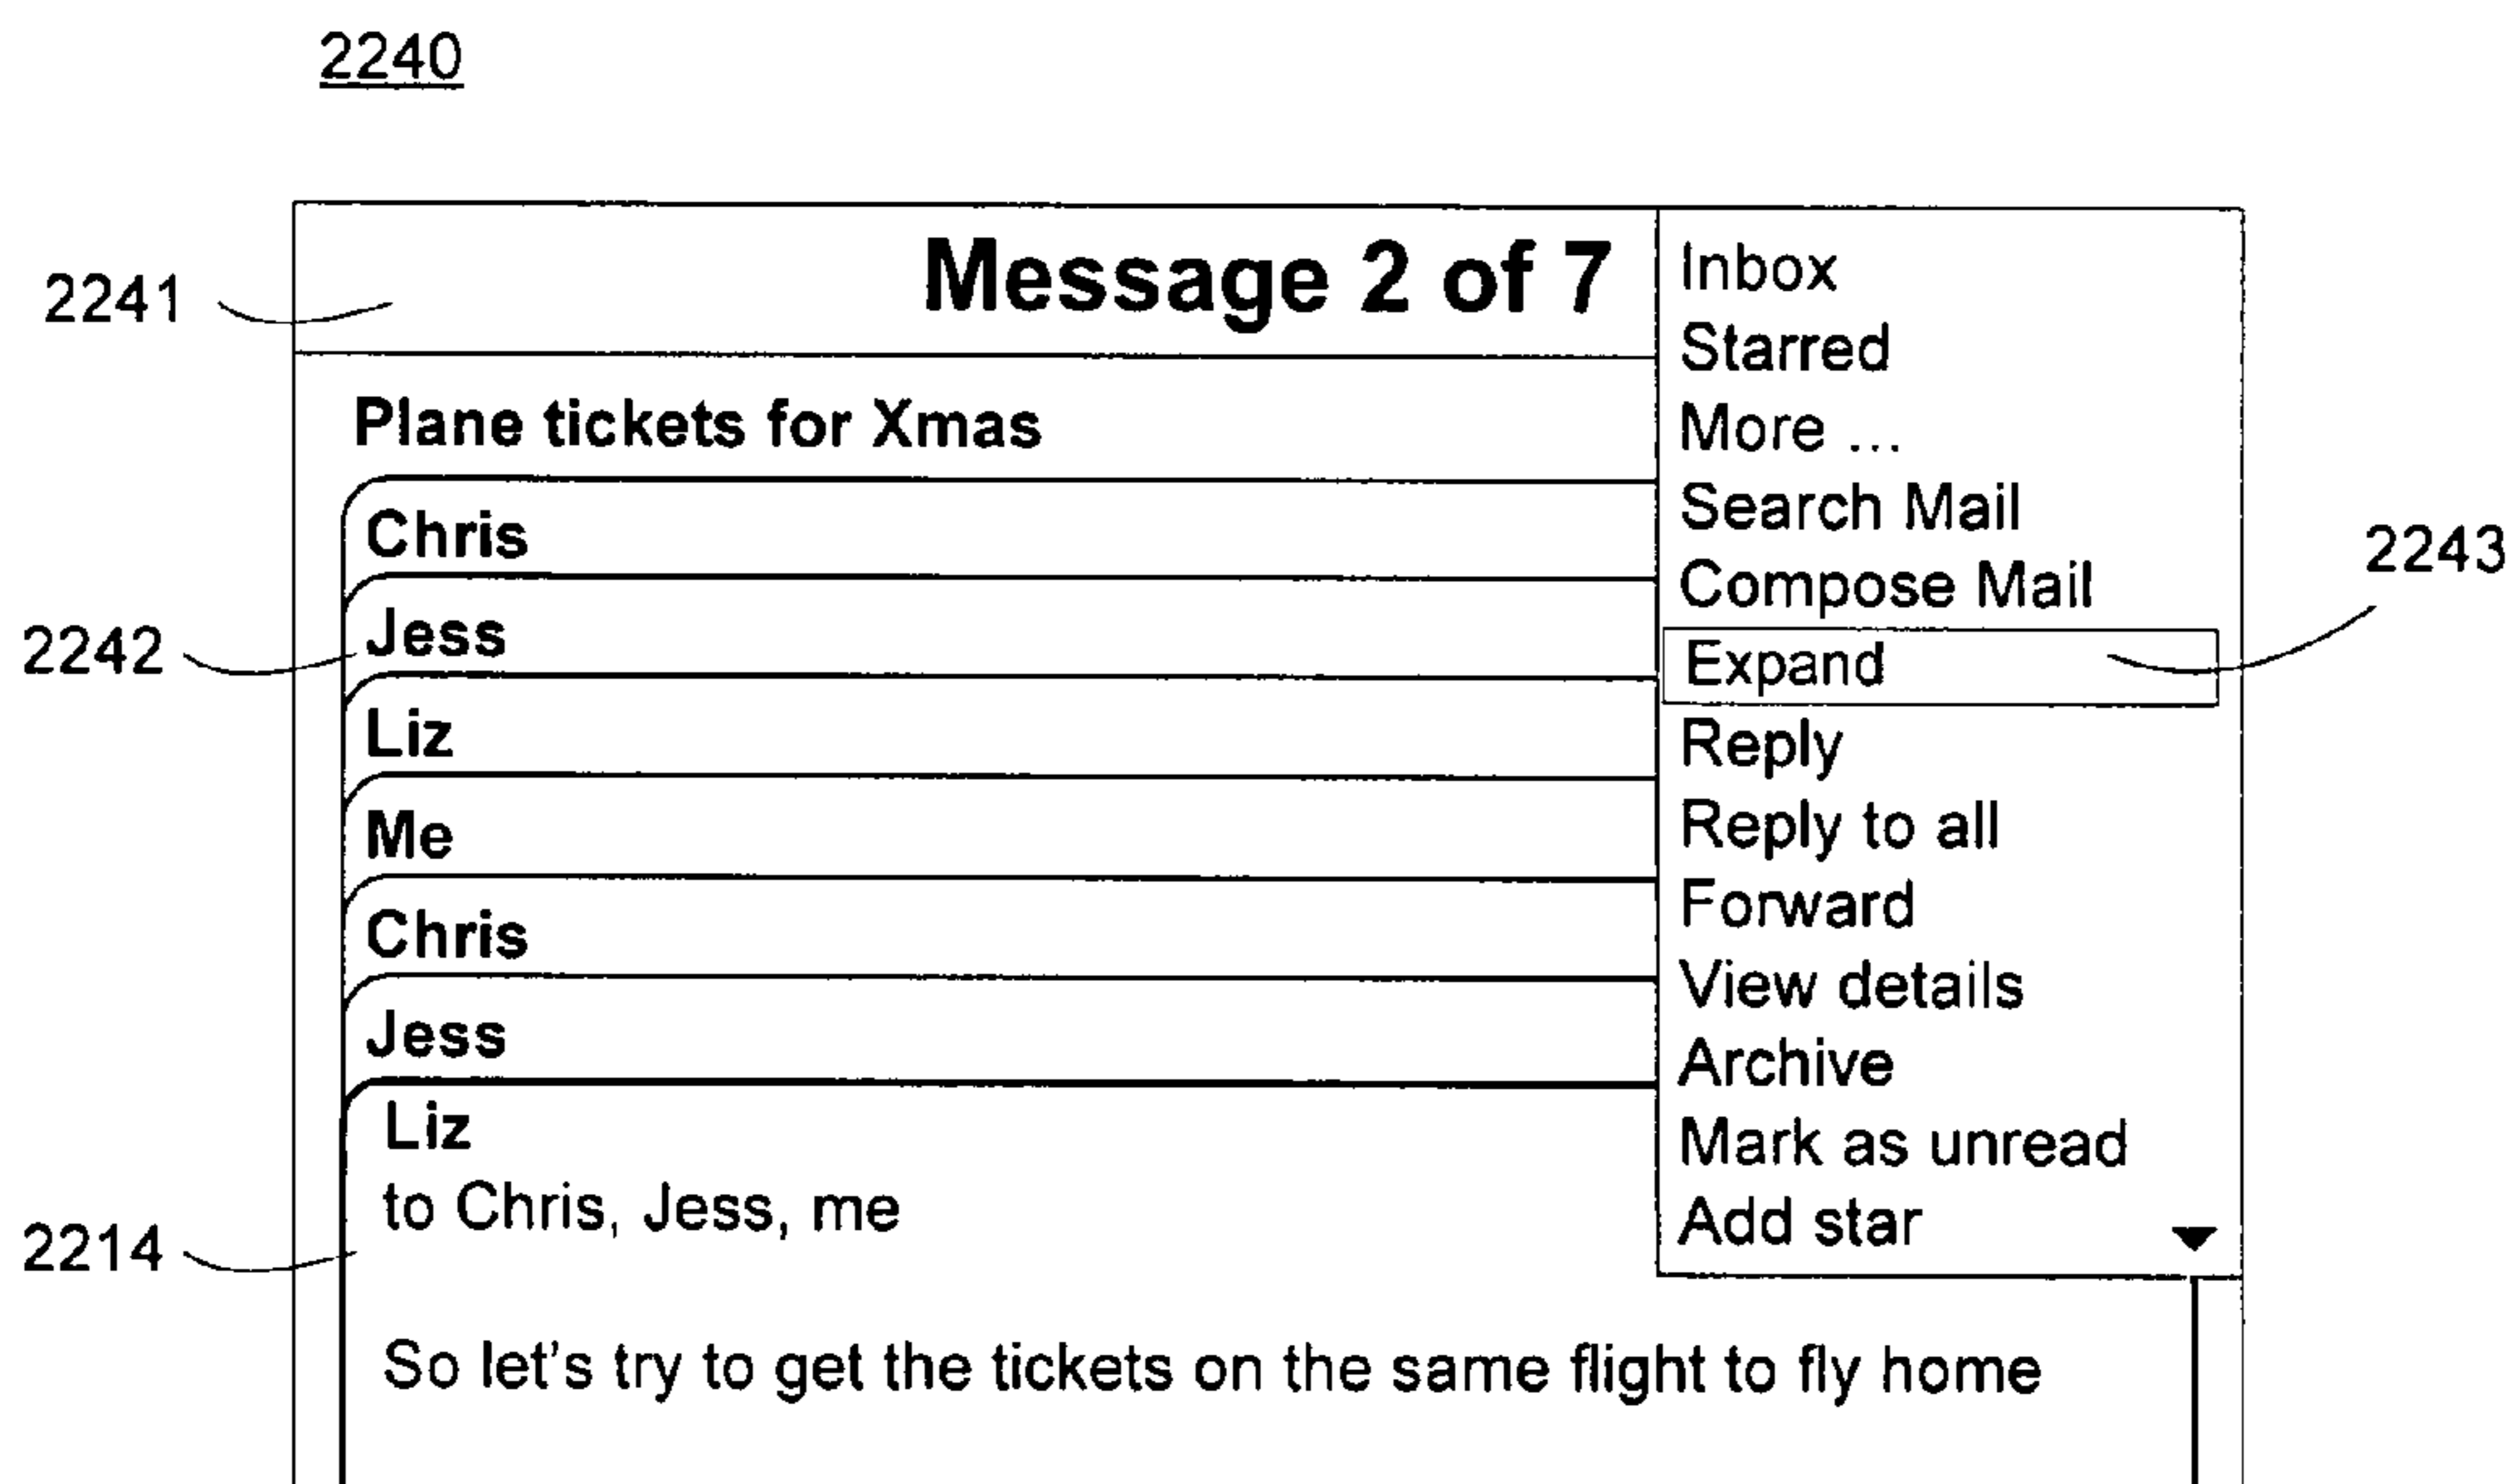 2240
2241
Message 2 of 7
Plane tickets for Xmas
Chris
2242
Jess
Liz
Me
Chris
Jess
Liz
to Chris, Jess, me
2214
So let's try to get the tickets on the same flight to fly home
Inbox
Starred
More ...
Search Mail
Compose Mail
Expand
2243
Reply
Reply to all
Forward
View details
Archive
Mark as unread
Add star